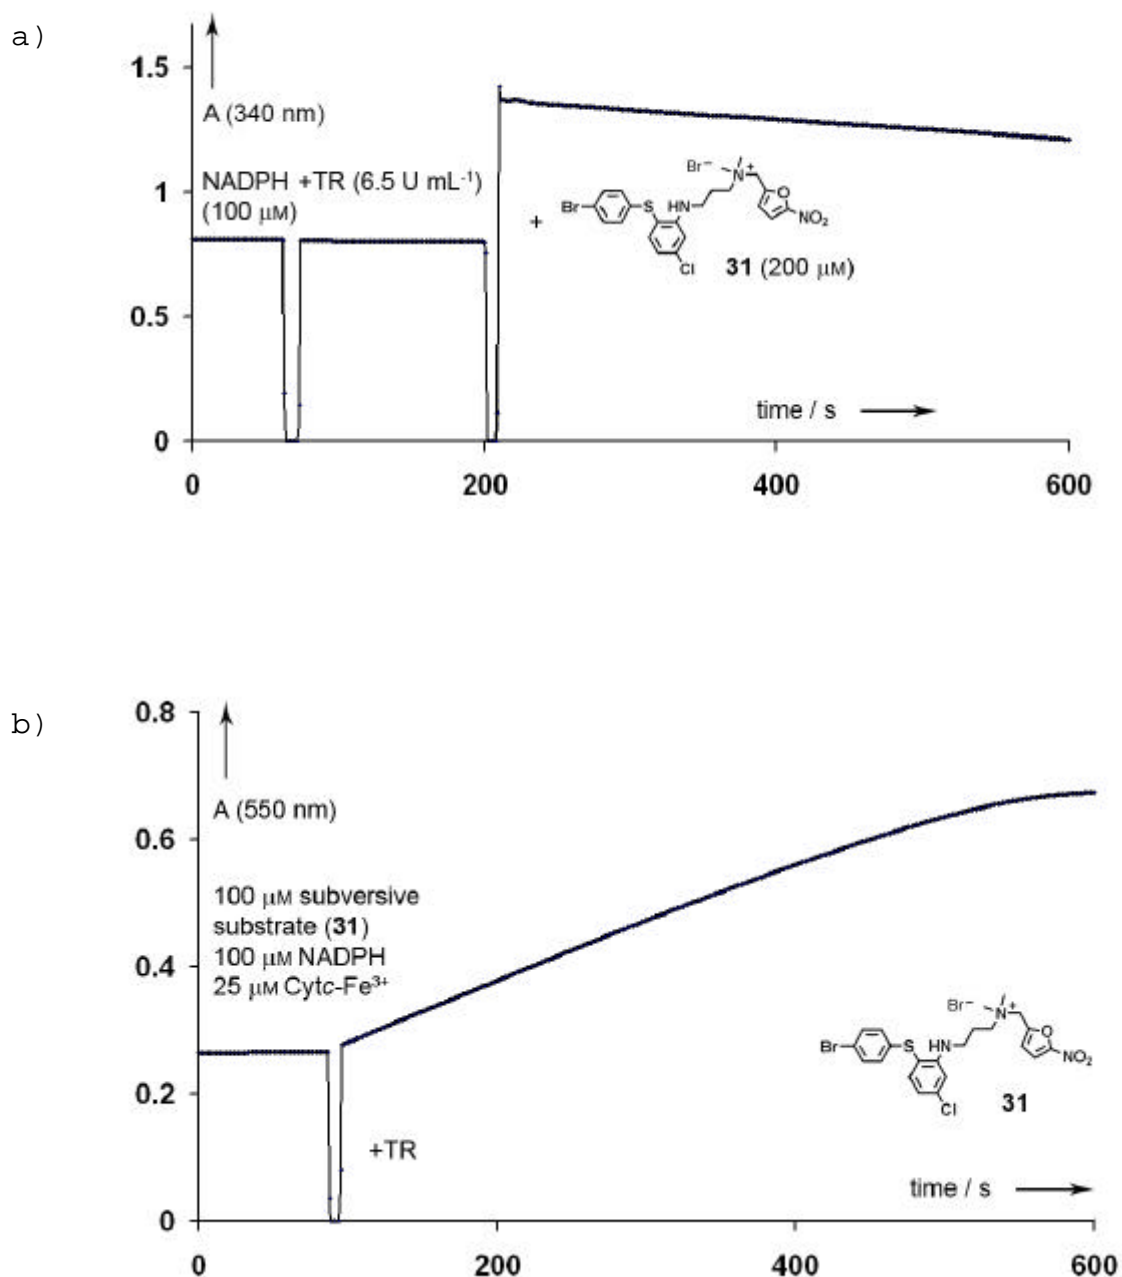 a)
1.5
A (340 nm)
NADPH +TR (6.5 U mL⁻¹)
(100 µM)
1
Br⁻
N⁺
O
NO₂
Br
S
HN
+
Cl
31 (200 µM)
0.5
time / s
0
0
200
400
600
b)
0.8
A (550 nm)
0.6
100 µM subversive
substrate (31)
100 µM NADPH
25 µM Cytc-Fe³⁺
0.4
Br⁻
N⁺
O
NO₂
Br
S
HN
Cl
31
0.2
+TR
time / s
0
0
200
400
600